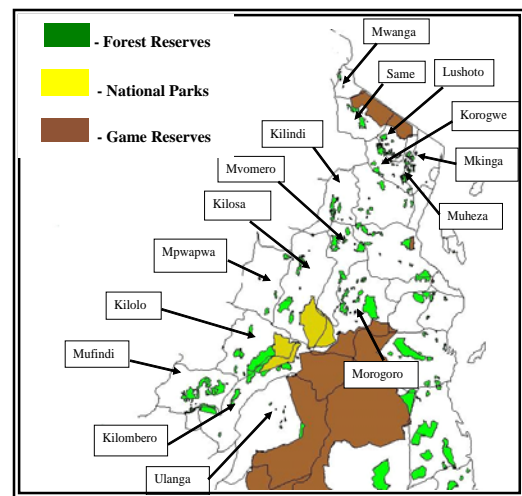 - Forest Reserves
- National Parks
- Game Reserves
Mwanga
Same
Lushoto
Korogwe
Kilindi
Mkinga
Mvomero
Muheza
Kilosa
Mpwapwa
Kilolo
Mufindi
Morogoro
Kilombero
Ulanga